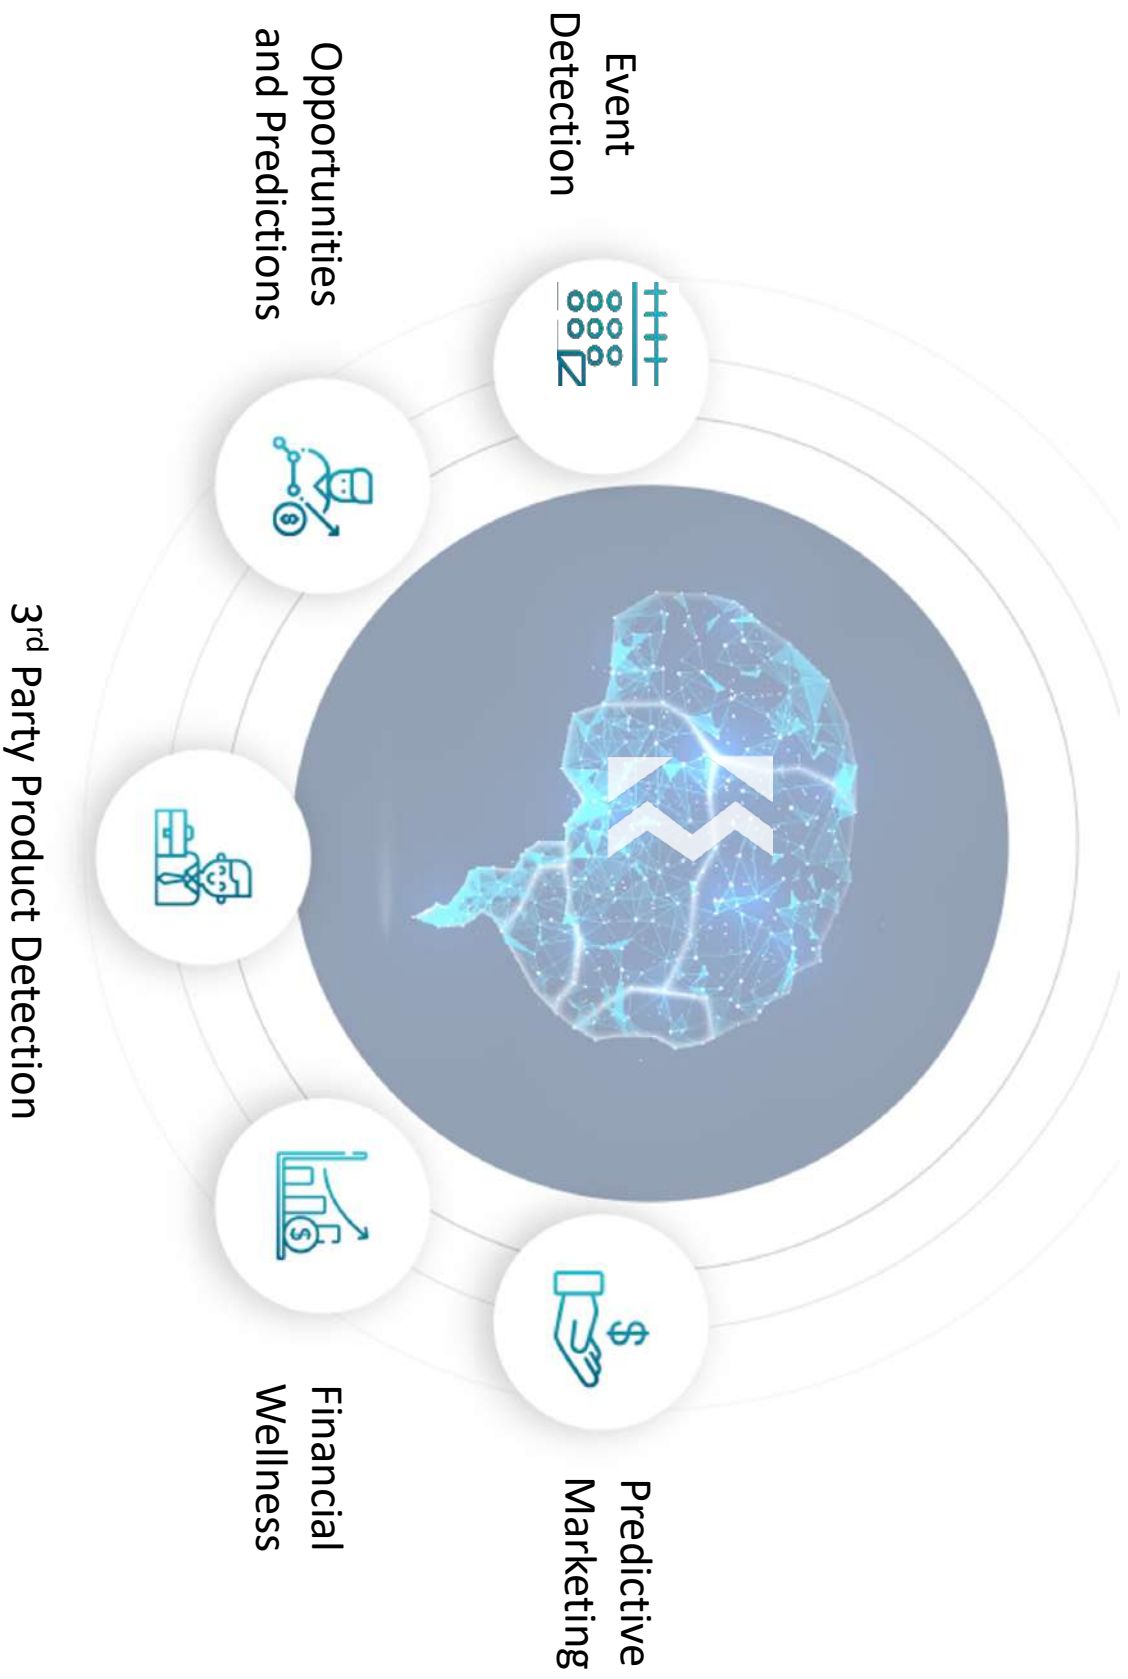 Event
Detection
Opportunities
and Predictions
3rd Party Product Detection
Financial
Wellness
Predictive
Marketing